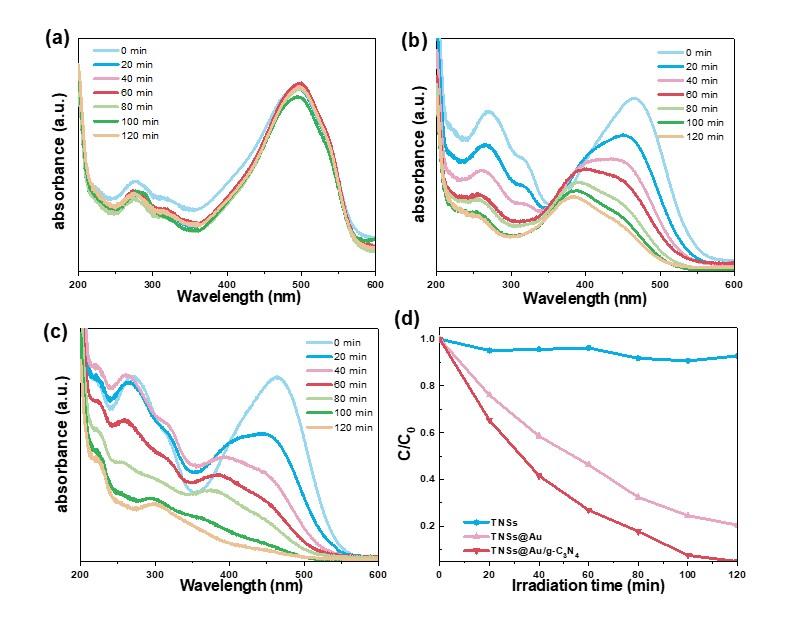 (a)
0 min
20 min
40 min
60 min
80 min
100 min
120 min
absorbance (a.u.)
200 300 400 500 600
Wavelength (nm)
(b)
0 min
20 min
40 min
60 min
80 min
100 min
120 min
absorbance (a.u.)
200 300 400 500 600
Wavelength (nm)
(c)
0 min
20 min
40 min
60 min
80 min
100 min
120 min
absorbance (a.u.)
200 300 400 500 600
Wavelength (nm)
(d)
1.0
0.8
0.6
0.4
0.2
C/C0
TNSs
TNSs@Au
TNSs@Au/g-C3N4
0 20 40 60 80 100 120
Irradiation time (min)